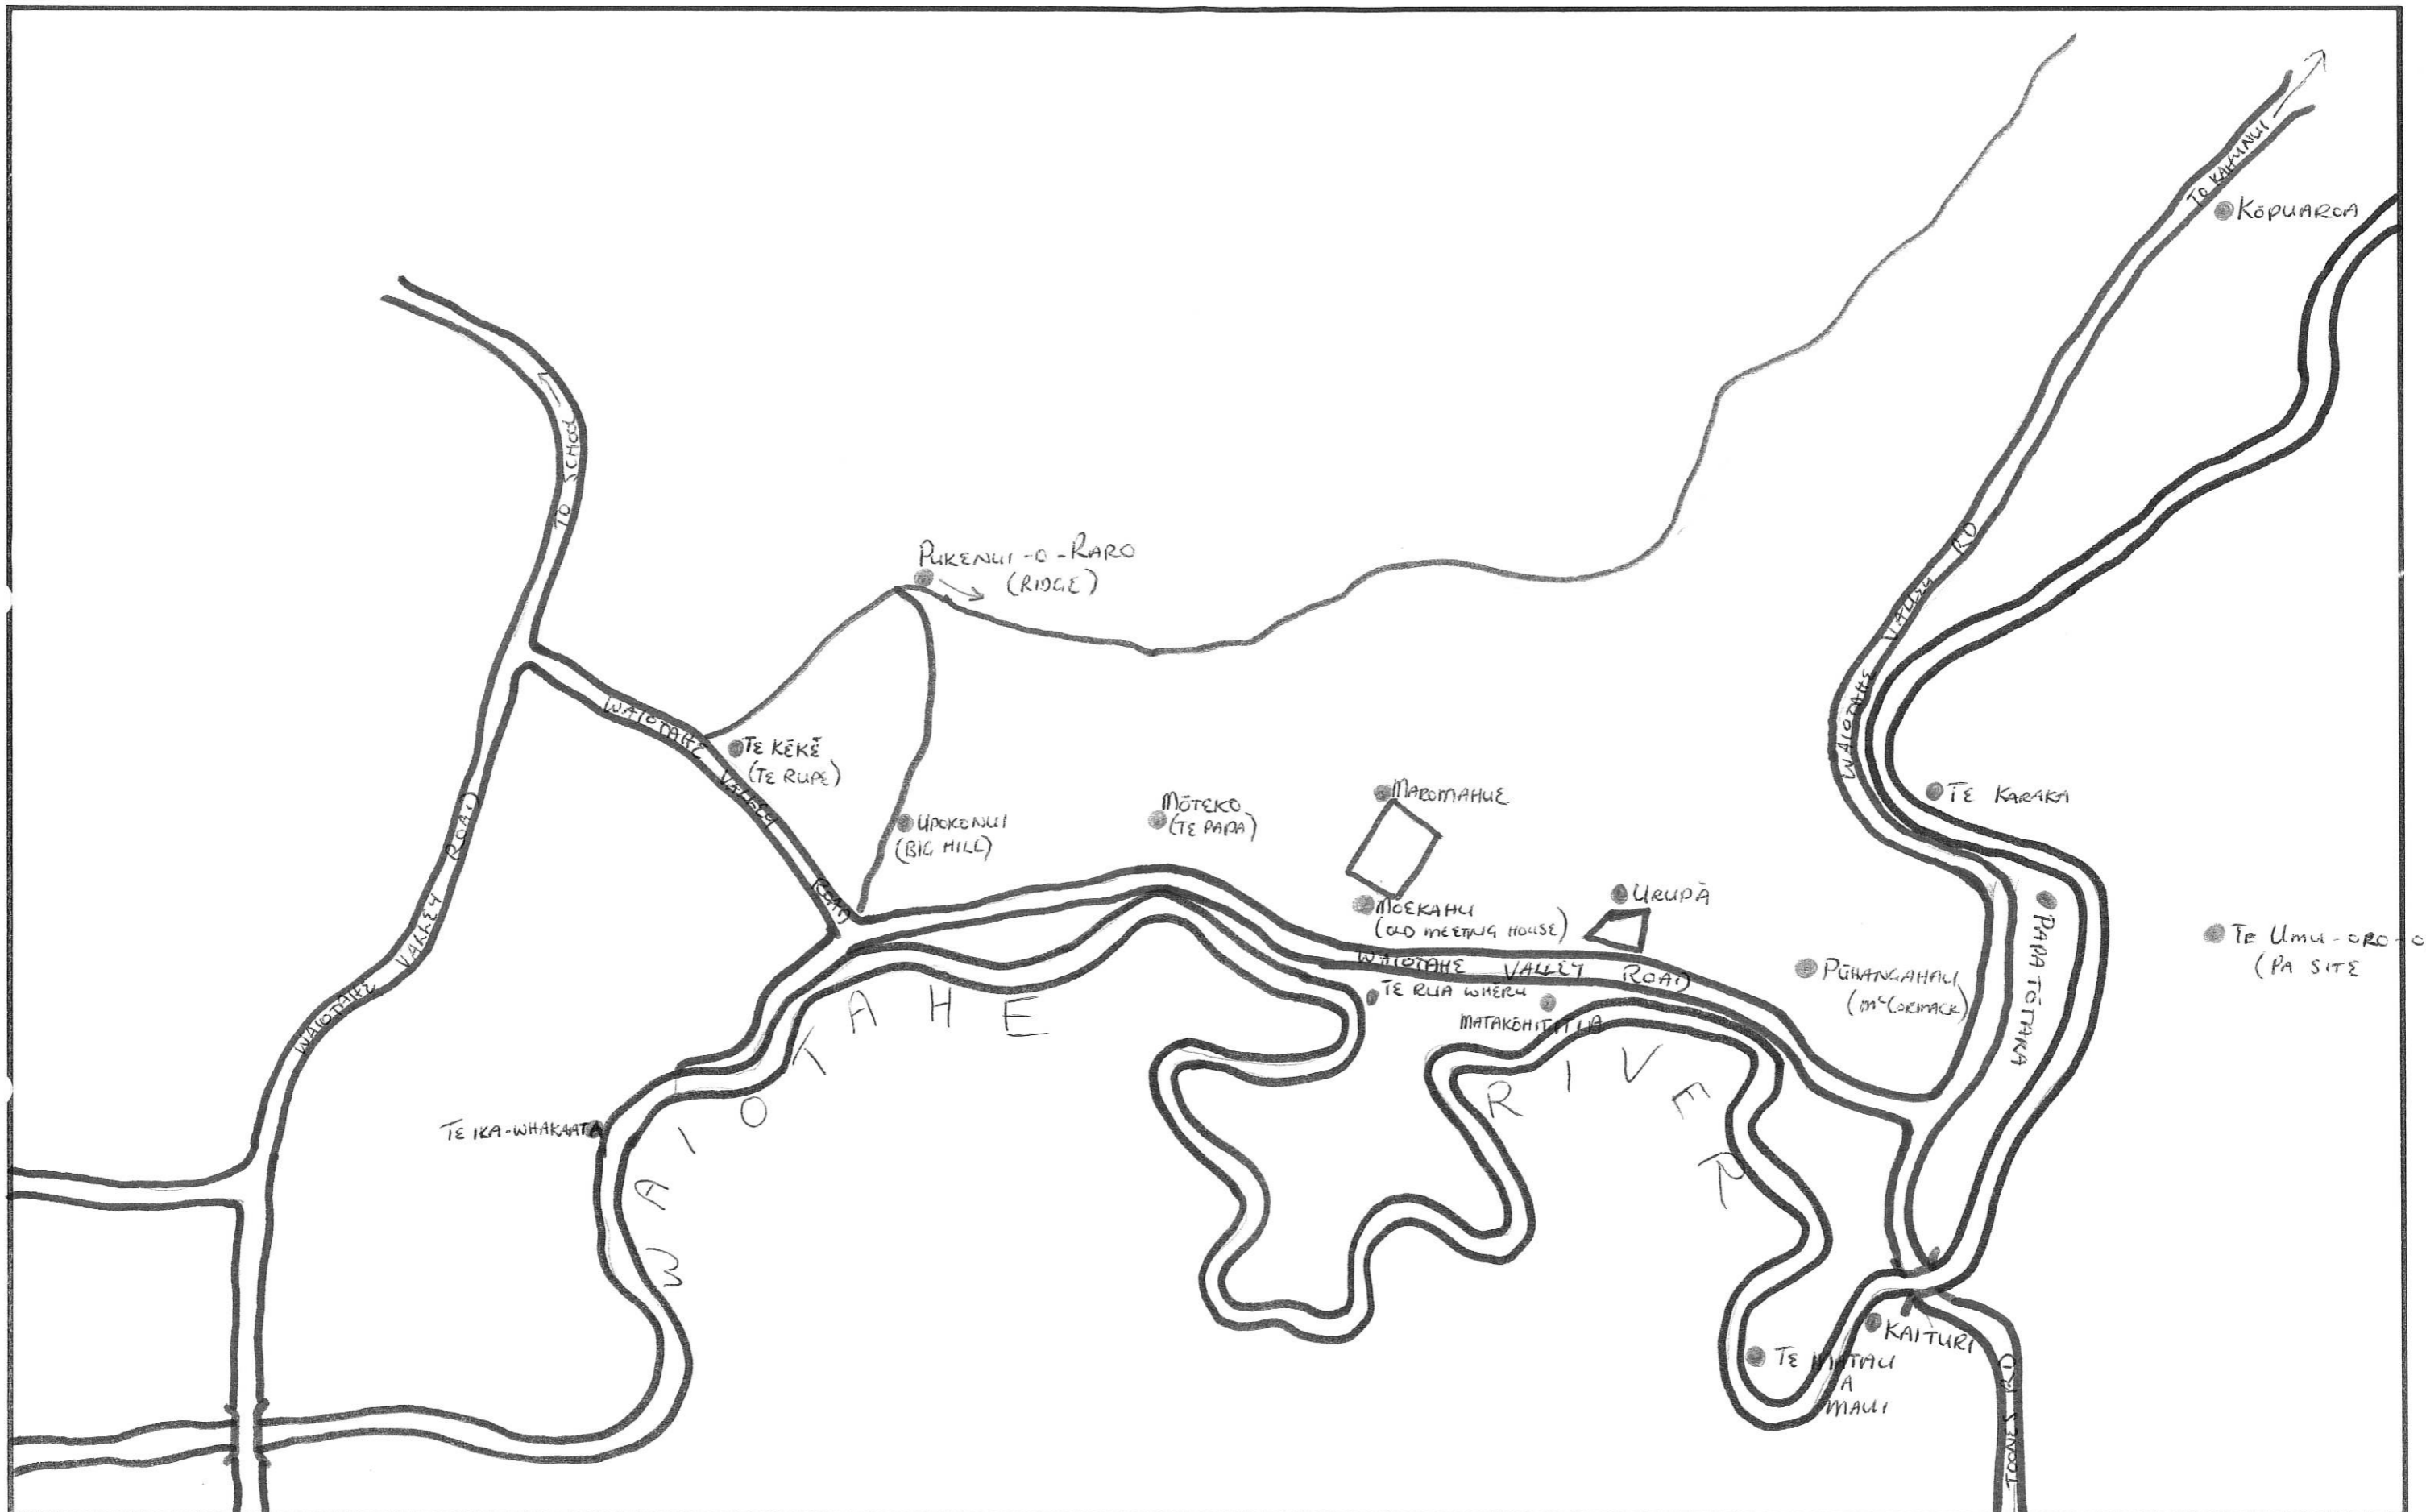 TO KAHUNUI
KŌPUAROA
TO SCHOOL
WAIOTAHE VALLEY RD
PUKENUI-O-RARO
(RIDGE)
WAIOTAHE VALLEY ROAD
TE KĒKĒ
(TE RUPE)
UPOKONUI
(BIG HILL)
MŌTEKO
(TE PAPA)
MAROMAHUE
TE KARAKA
WAIOTAHE VALLEY ROAD
MOEKAHU
(OLD MEETING HOUSE)
URUPĀ
PAPATŌTARA
TE UMU-ORO-O
(PA SITE
WAIOTAHE VALLEY ROAD
PŪHANGAHAU
(McCORMACK)
TE RUA WHĒRU
MATAKŌHITITIA
WAIOTAHE RIVER
TE IKA-WHAKAATA
KAITURI
TE MATAU
A
MAUI
TOONES RD